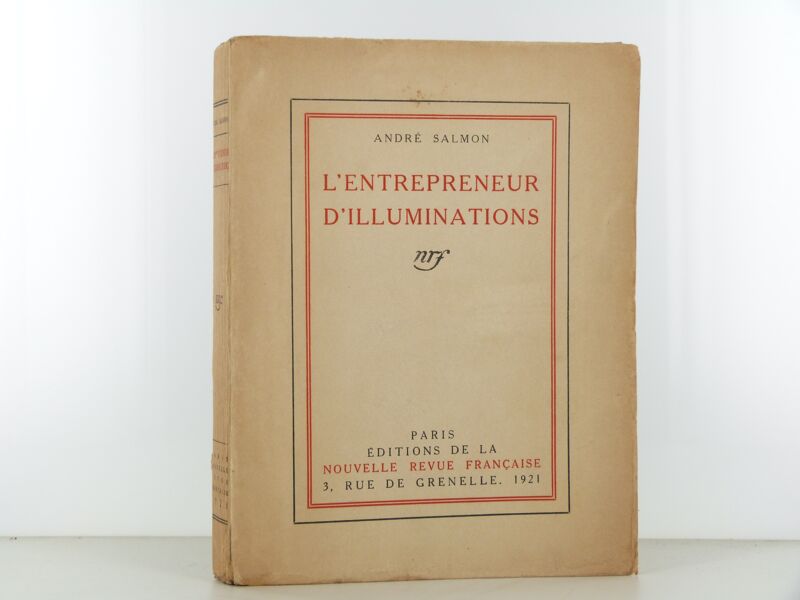 ANDRÉ SALMON
L'ENTREPRENEUR
D'ILLUMINATIONS
nrf
PARIS
ÉDITIONS DE LA
NOUVELLE REVUE FRANÇAISE
3, RUE DE GRENELLE. 1921